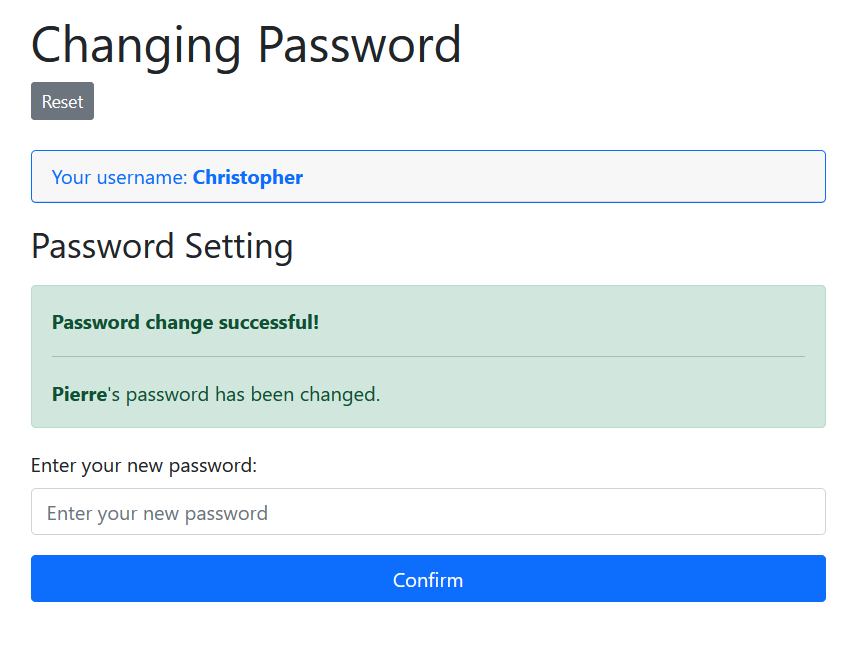 Changing Password
Reset
Your username: Christopher
Password Setting
Password change successful!
Pierre's password has been changed.
Enter your new password:
Enter your new password
Confirm